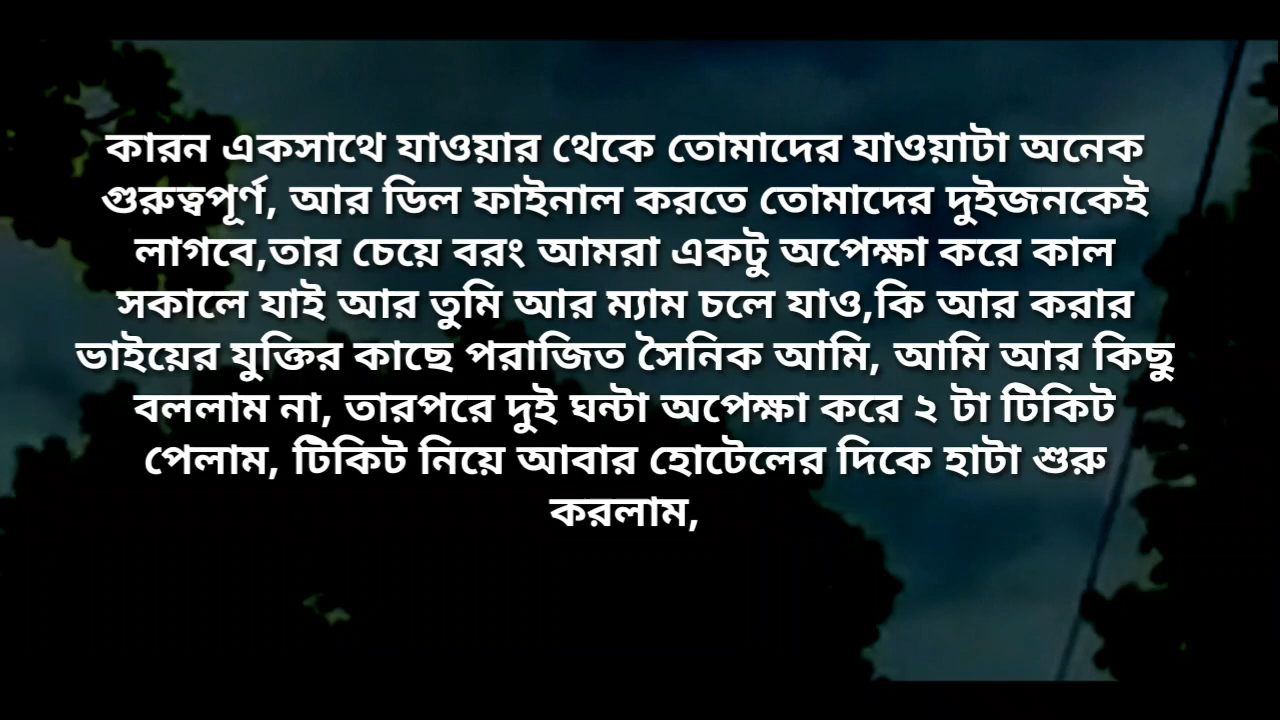 কারন একসাথে যাওয়ার থেকে তোমাদের যাওয়াটা অনেক
গুরুত্বপূর্ণ, আর ডিল ফাইনাল করতে তোমাদের দুইজনকেই
লাগবে,তার চেয়ে বরং আমরা একটু অপেক্ষা করে কাল
সকালে যাই আর তুমি আর ম্যাম চলে যাও,কি আর করার
ভাইয়ের যুক্তির কাছে পরাজিত সৈনিক আমি, আমি আর কিছু
বললাম না, তারপরে দুই ঘন্টা অপেক্ষা করে ২ টা টিকিট
পেলাম, টিকিট নিয়ে আবার হোটেলের দিকে হাটা শুরু
করলাম,